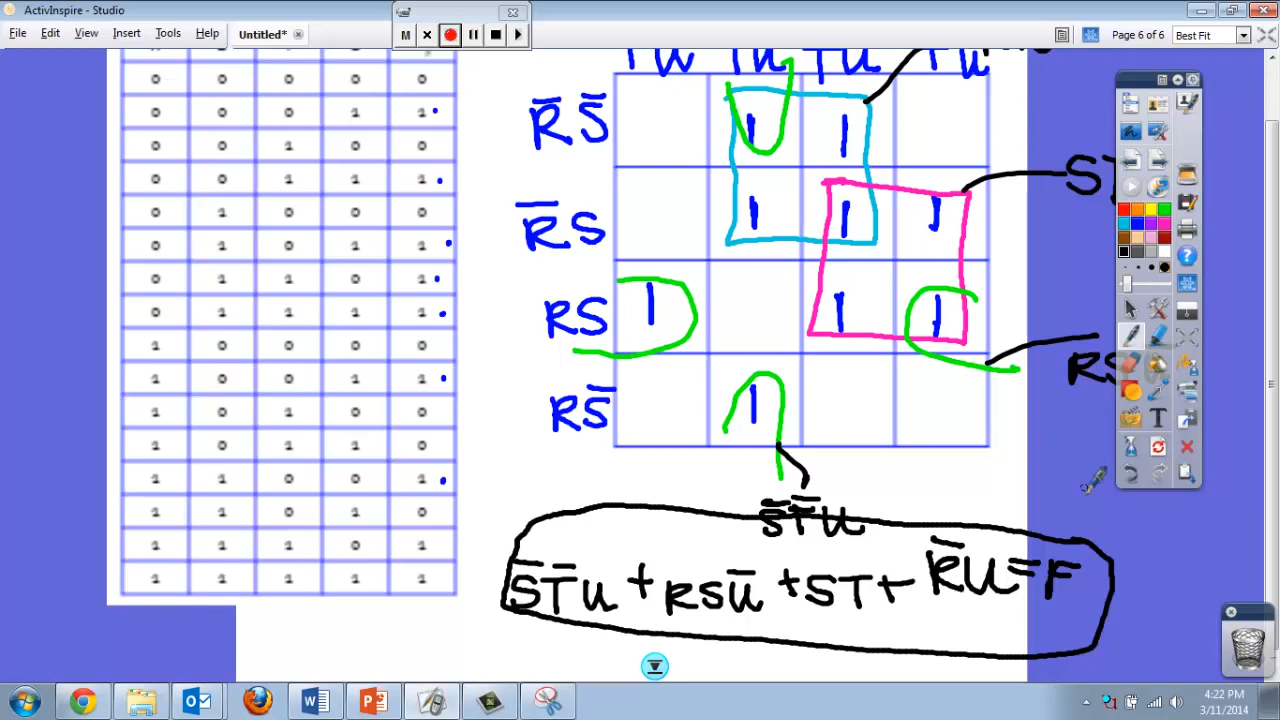 ActivInspire - Studio
File Edit View Insert Tools Help Untitled* Page 6 of 6 Best Fit
M
0 0 0 0 0
0 0 0 1 1
0 0 1 0 0
0 0 1 1 1
0 1 0 0 0
0 1 0 1 1
0 1 1 0 1
0 1 1 1 1
1 0 0 0 0
1 0 0 1 1
1 0 1 0 0
1 0 1 1 0
1 1 0 0 1
1 1 0 1 0
1 1 1 0 1
1 1 1 1 1
R̅ S̅ 1 1
R̅ S 1 1 1
RS 1 1 1
RS̅ 1
ST
RS
S̅T̅U
S̅T̅U + RSU̅ + ST + R̅U = F
4:22 PM
3/11/2014